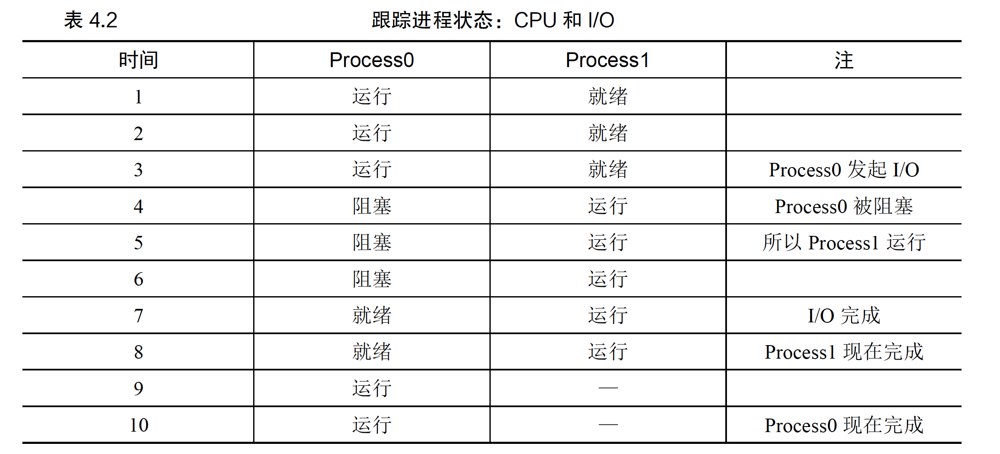 表 4.2 跟踪进程状态：CPU 和 I/O
时间 Process0 Process1 注
1 运行 就绪
2 运行 就绪
3 运行 就绪 Process0 发起 I/O
4 阻塞 运行 Process0 被阻塞
5 阻塞 运行 所以 Process1 运行
6 阻塞 运行
7 就绪 运行 I/O 完成
8 就绪 运行 Process1 现在完成
9 运行 —
10 运行 — Process0 现在完成